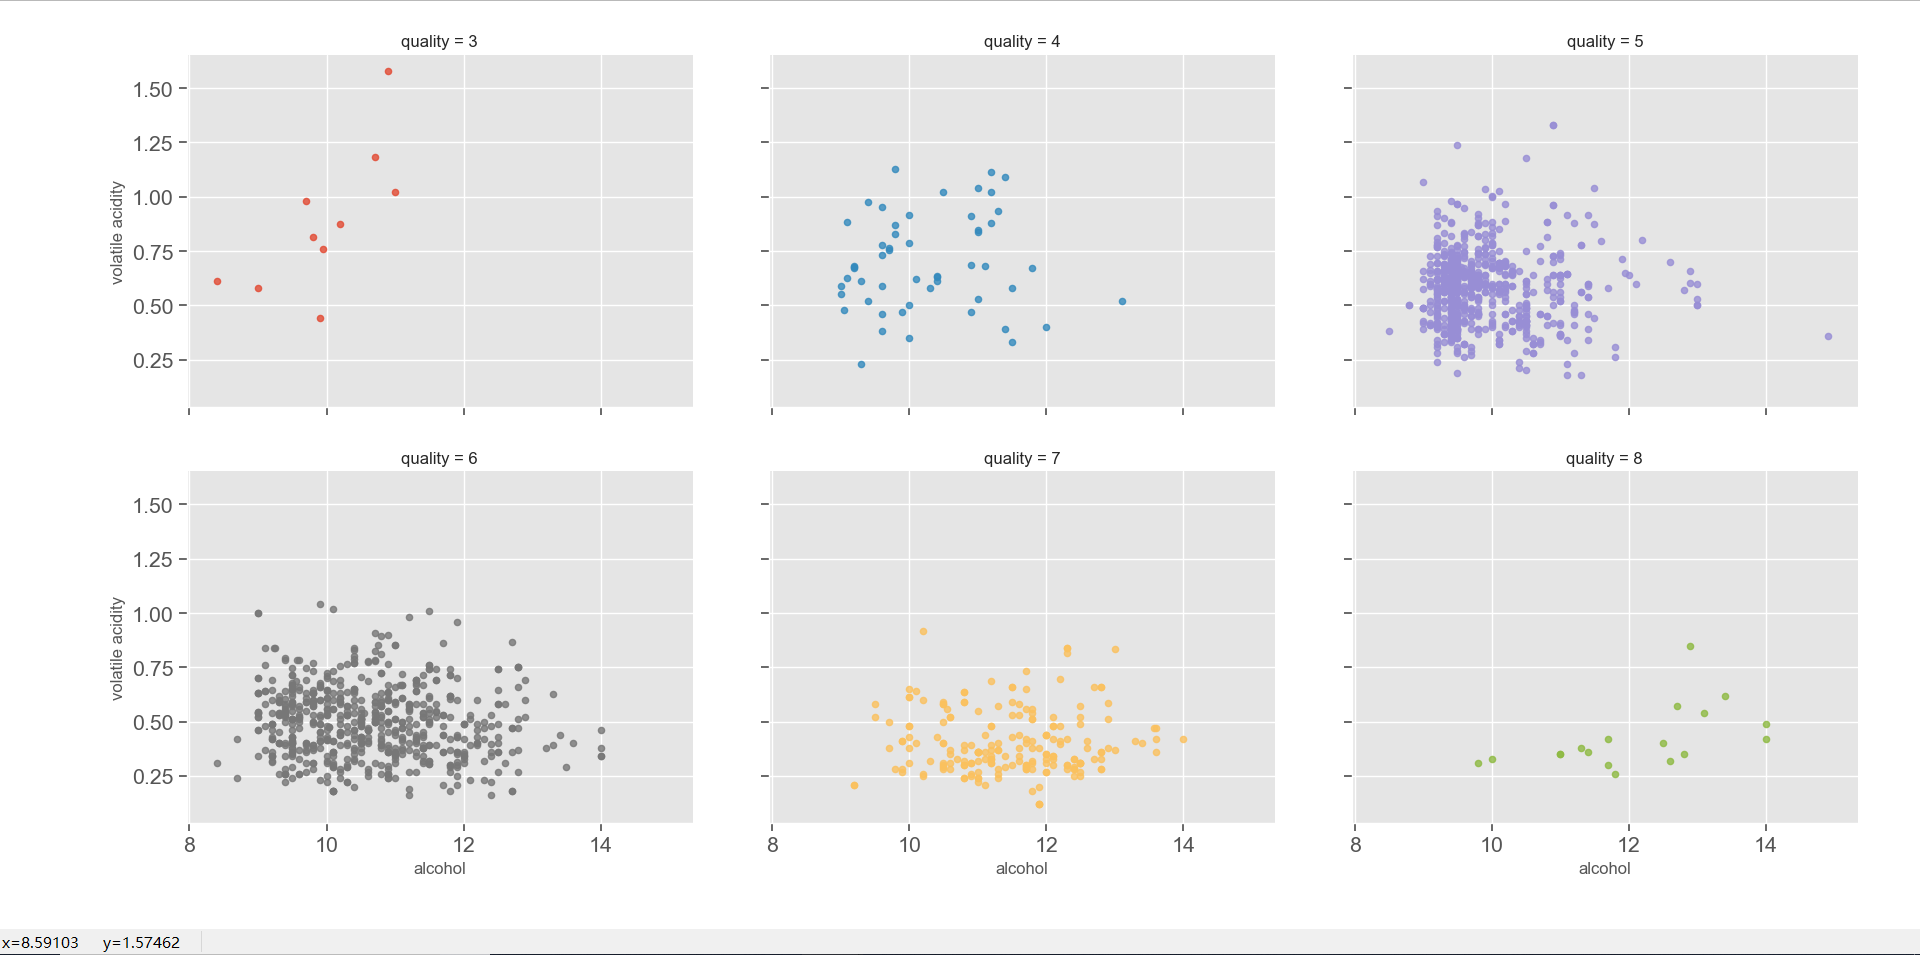 quality = 3
quality = 4
quality = 5
1.50
1.25
1.00
0.75
0.50
0.25
volatile acidity
quality = 6
quality = 7
quality = 8
1.50
1.25
1.00
0.75
0.50
0.25
volatile acidity
8 10 12 14
8 10 12 14
8 10 12 14
alcohol
alcohol
alcohol
x=8.59103 y=1.57462